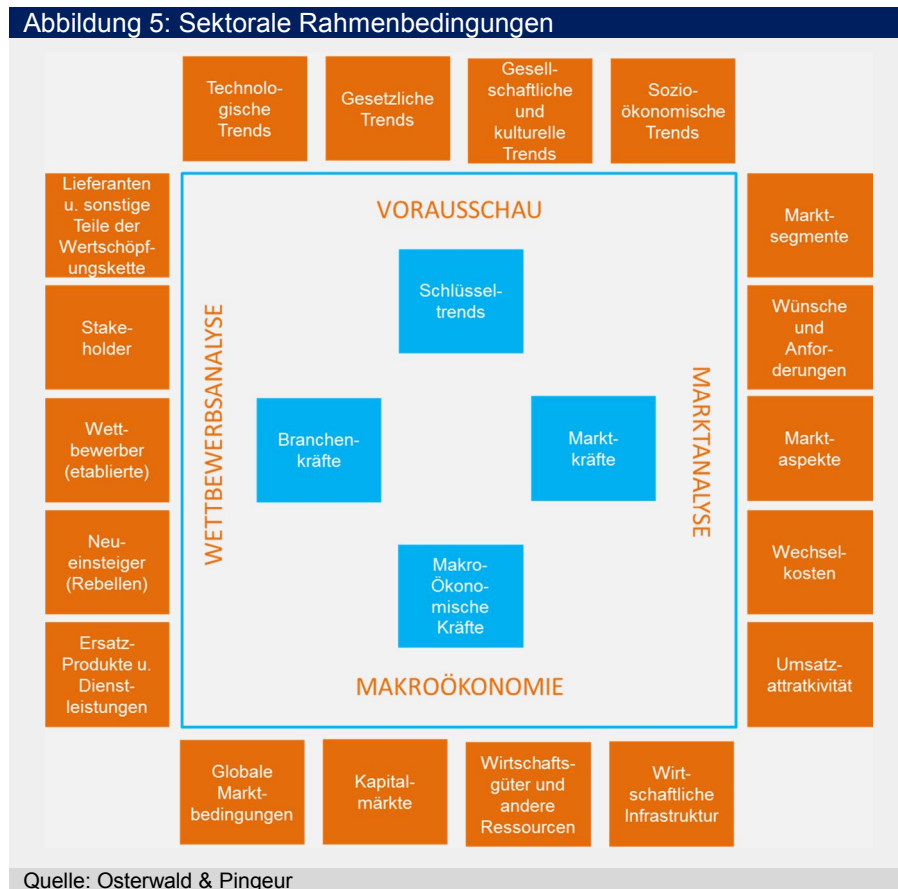 Abbildung 5: Sektorale Rahmenbedingungen
Technolo-
gische
Trends
Gesetzliche
Trends
Gesell-
schaftliche
und
kulturelle
Trends
Sozio-
ökonomische
Trends
Lieferanten
u. sonstige
Teile der
Wertschöpf-
ungskette
Stake-
holder
Wett-
bewerber
(etablierte)
Neu-
einsteiger
(Rebellen)
Ersatz-
Produkte u.
Dienst-
leistungen
WETTBEWERBSANALYSE
VORAUSSCHAU
Schlüssel-
trends
Branchen-
kräfte
Markt-
kräfte
Makro-
Ökono-
mische
Kräfte
MAKROÖKONOMIE
MARKTANALYSE
Markt-
segmente
Wünsche
und
Anfor-
derungen
Markt-
aspekte
Wechsel-
kosten
Umsatz-
attratkivität
Globale
Markt-
bedingungen
Kapital-
märkte
Wirtschafts-
güter und
andere
Ressourcen
Wirt-
schaftliche
Infrastruktur
Quelle: Osterwald & Pingeur